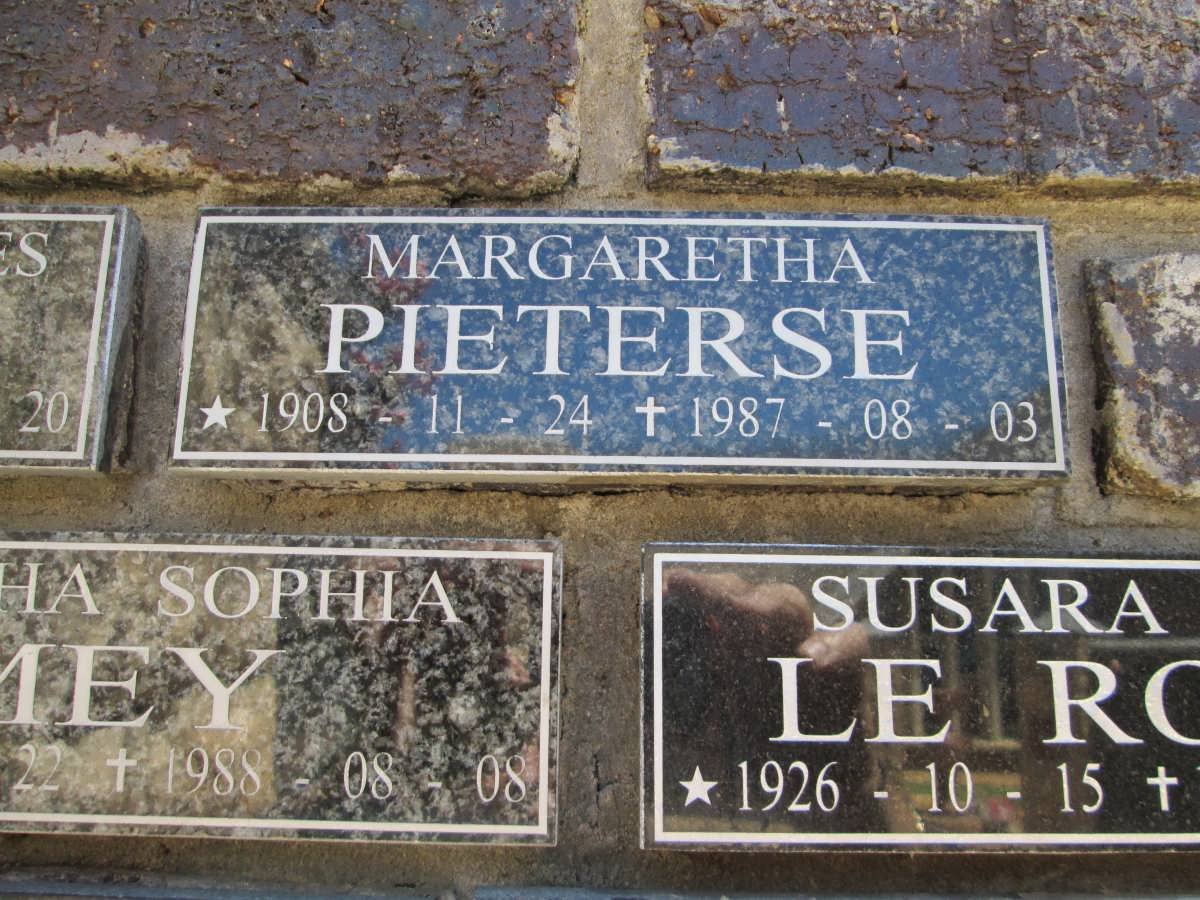 ES
20
MARGARETHA
PIETERSE
★ 1908 - 11 - 24 ✝ 1987 - 08 - 03
HA SOPHIA
MEY
22 ✝ 1988 - 08 - 08
SUSARA
LE RO
★ 1926 - 10 - 15 ✝